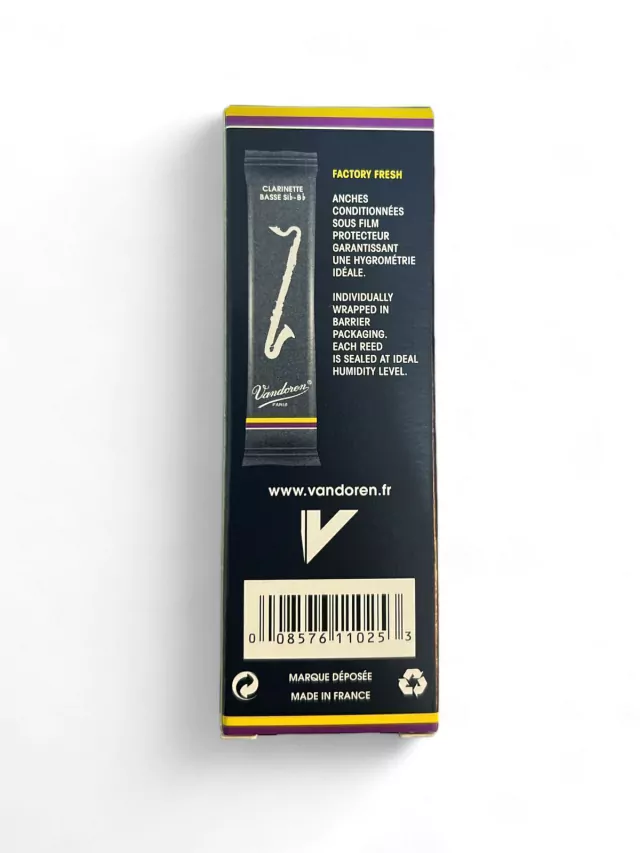 CLARINETTE
BASSE Si♭-B♭
Vandoren®
PARIS
FACTORY FRESH
ANCHES
CONDITIONNÉES
SOUS FILM
PROTECTEUR
GARANTISSANT
UNE HYGROMÉTRIE
IDÉALE.
INDIVIDUALLY
WRAPPED IN
BARRIER
PACKAGING.
EACH REED
IS SEALED AT IDEAL
HUMIDITY LEVEL.
www.vandoren.fr
V
0 08576 11025 3
MARQUE DÉPOSÉE
MADE IN FRANCE